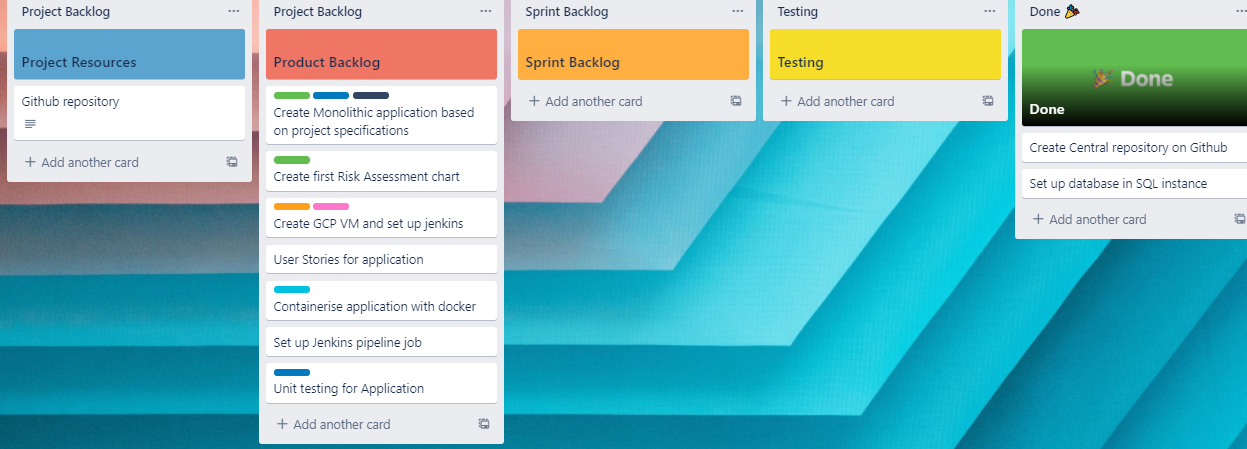 Project Backlog
Project Resources
Github repository
Add another card
Project Backlog
Product Backlog
Create Monolithic application based
on project specifications
Create first Risk Assessment chart
Create GCP VM and set up jenkins
User Stories for application
Containerise application with docker
Set up Jenkins pipeline job
Unit testing for Application
Add another card
Sprint Backlog
Sprint Backlog
Add another card
Testing
Testing
Add another card
Done 🎉
🎉 Done
Done
Create Central repository on Github
Set up database in SQL instance
Add another card